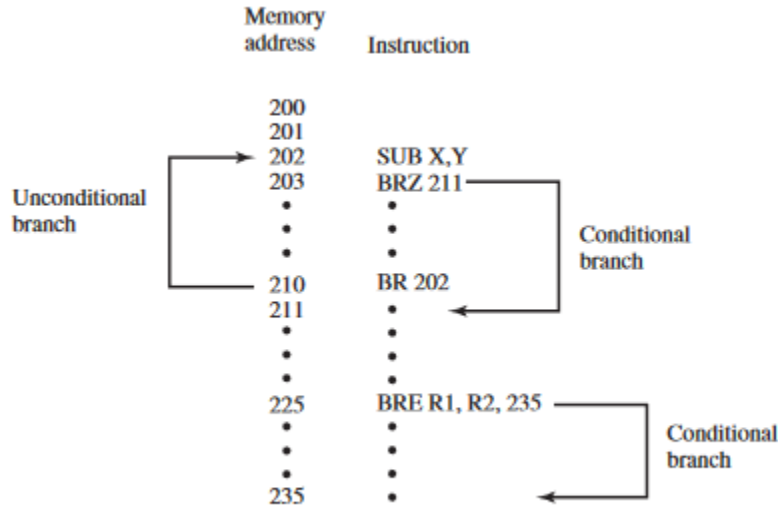 Memory
address Instruction
200
201
202 SUB X,Y
203 BRZ 211
Unconditional
branch
Conditional
branch
210 BR 202
211
225 BRE R1, R2, 235
Conditional
branch
235